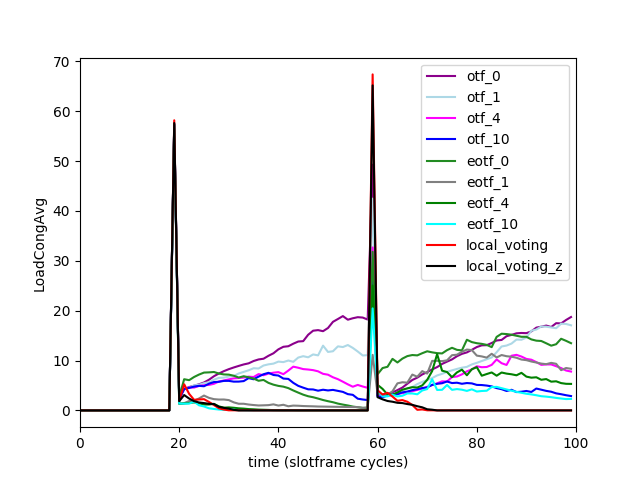 70
60
50
40
30
20
10
0
LoadCongAvg
0 20 40 60 80 100
time (slotframe cycles)
otf_0
otf_1
otf_4
otf_10
eotf_0
eotf_1
eotf_4
eotf_10
local_voting
local_voting_z